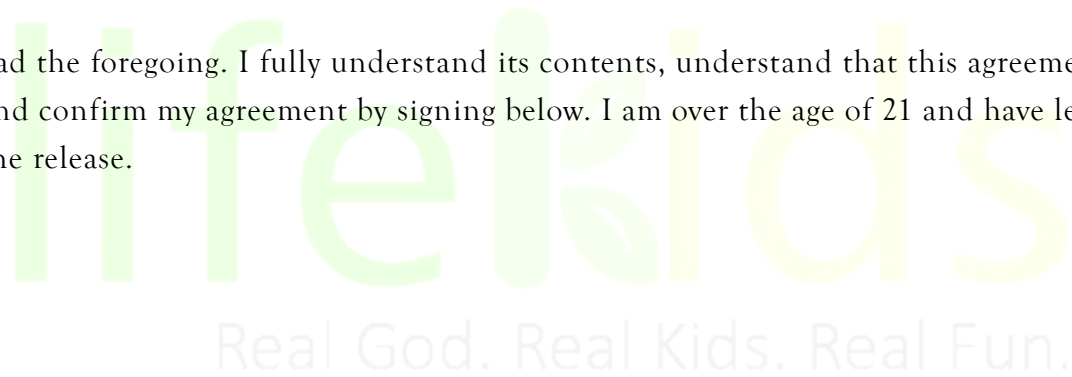 ad the foregoing. I fully understand its contents, understand that this agreeme
nd confirm my agreement by signing below. I am over the age of 21 and have le
he release.
lifekids
Real God. Real Kids. Real Fun.